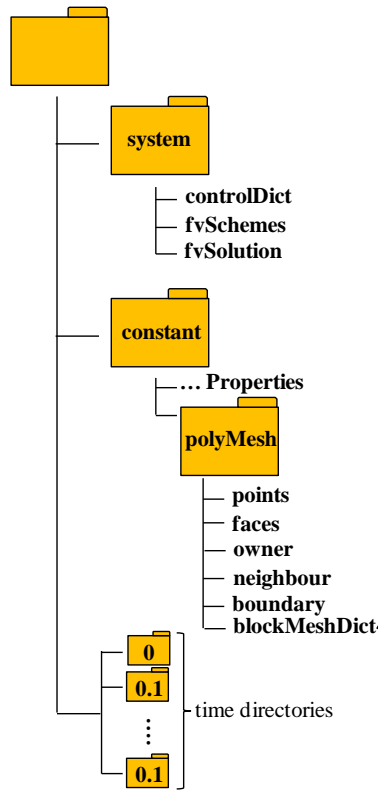 system
controlDict
fvSchemes
fvSolution
constant
... Properties
polyMesh
points
faces
owner
neighbour
boundary
blockMeshDict
0
0.1
time directories
....
0.1